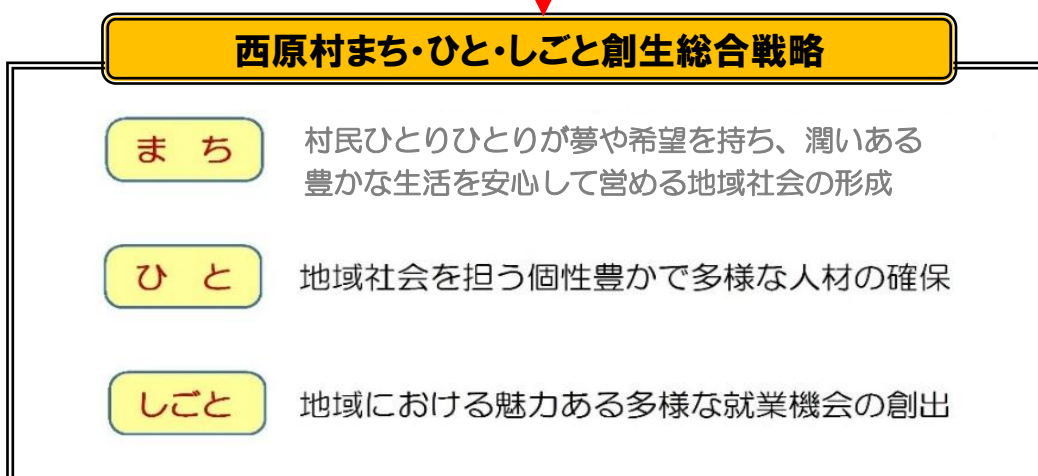 西原村まち・ひと・しごと創生総合戦略
まち
村民ひとりひとりが夢や希望を持ち、潤いある
豊かな生活を安心して営める地域社会の形成
ひと
地域社会を担う個性豊かで多様な人材の確保
しごと
地域における魅力ある多様な就業機会の創出